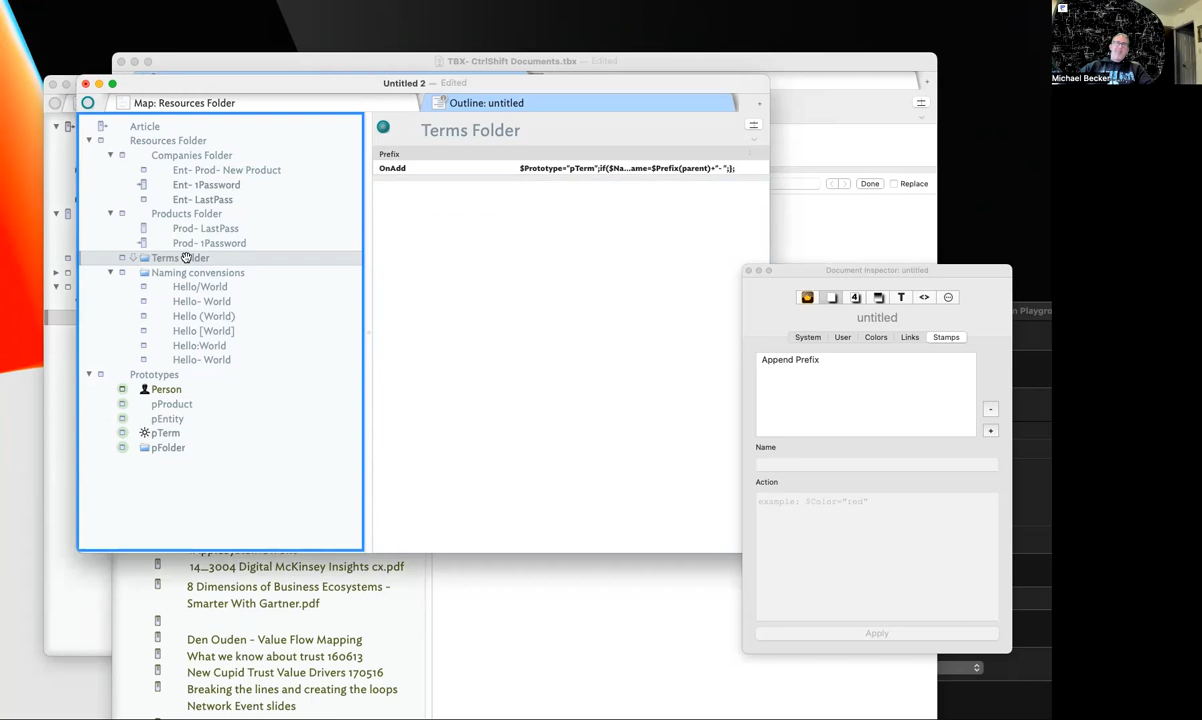 TBX- CtrlShift Documents.tbx — Edited
Michael Becker
Untitled 2 — Edited
Map: Resources Folder
Outline: untitled
+
Article
Resources Folder
Companies Folder
Ent- Prod- New Product
Ent- 1Password
Ent- LastPass
Products Folder
Prod- LastPass
Prod- 1Password
Naming convensions
Hello/World
Hello- World
Hello (World)
Hello [World]
Hello:World
Hello- World
Prototypes
Person
pProduct
pEntity
pTerm
pFolder
Terms Folder
Prefix
OnAdd
$Prototype="pTerm";if($Na...ame=$Prefix(parent)+"- ";};
Done
Replace
Document Inspector: untitled
untitled
System
User
Colors
Links
Stamps
Append Prefix
-
+
Name
Action
example: $Color="red"
Apply
14_3004 Digital McKinsey Insights cx.pdf
8 Dimensions of Business Ecosystems -
Smarter With Gartner.pdf
Den Ouden - Value Flow Mapping
What we know about trust 160613
New Cupid Trust Value Drivers 170516
Breaking the lines and creating the loops
Network Event slides